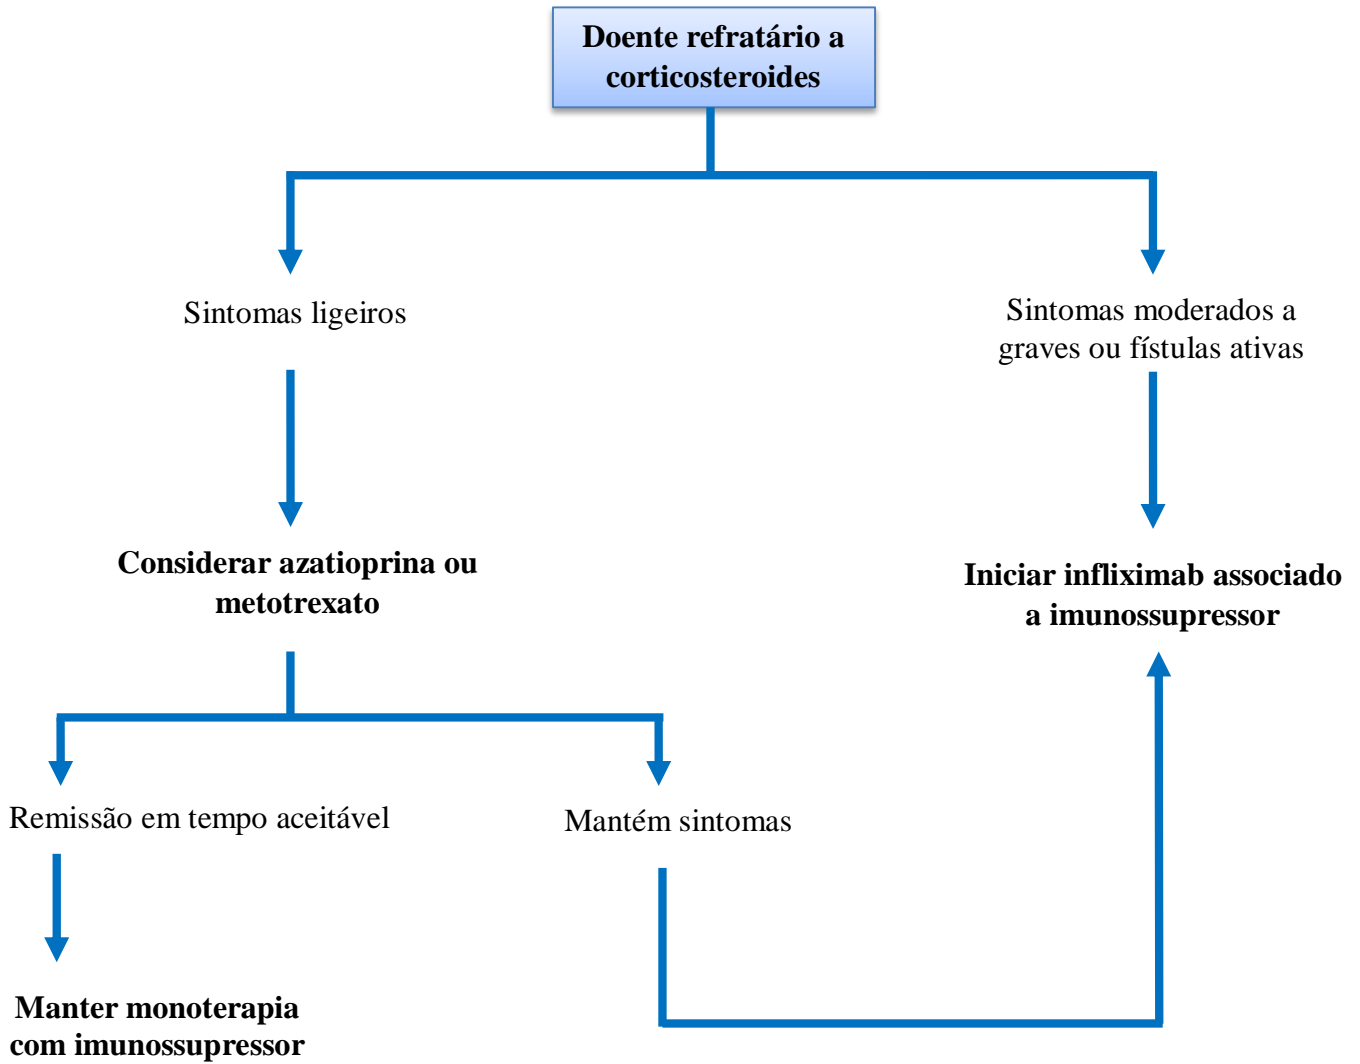 Doente refratário a
corticosteroides
Sintomas ligeiros
Sintomas moderados a
graves ou fístulas ativas
Considerar azatioprina ou
metotrexato
Iniciar infliximab associado
a imunossupressor
Remissão em tempo aceitável
Mantém sintomas
Manter monoterapia
com imunossupressor